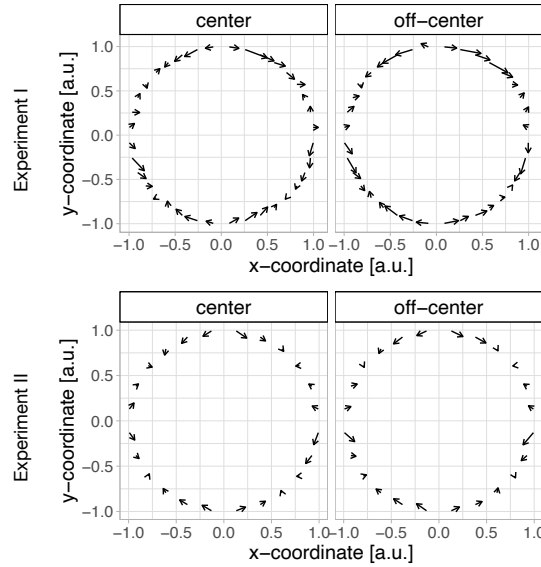 center off−center
Experiment I
y−coordinate [a.u.]
1.0
0.5
0.0
−0.5
−1.0
−1.0 −0.5 0.0 0.5 1.0 −1.0 −0.5 0.0 0.5 1.0
x−coordinate [a.u.]
center off−center
Experiment II
y−coordinate [a.u.]
1.0
0.5
0.0
−0.5
−1.0
−1.0 −0.5 0.0 0.5 1.0 −1.0 −0.5 0.0 0.5 1.0
x−coordinate [a.u.]